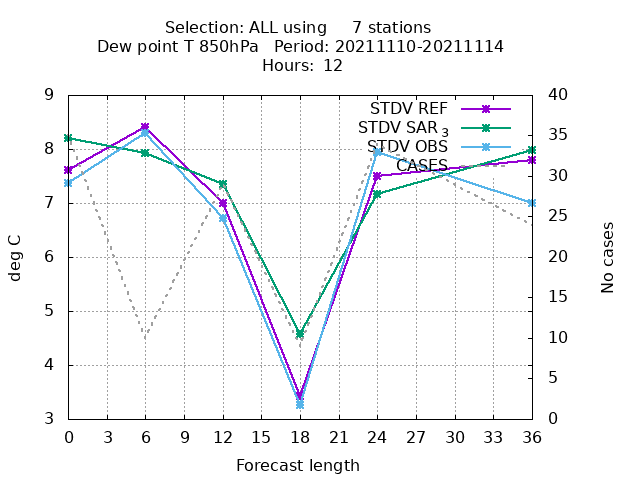 Selection: ALL using     7 stations
Dew point T 850hPa   Period: 20211110-20211114
Hours:  12
9
8
7
6
5
4
3
deg C
40
35
30
25
20
15
10
5
0
No cases
STDV REF
STDV SAR 3
STDV OBS
CASES
0 3 6 9 12 15 18 21 24 27 30 33 36
Forecast length